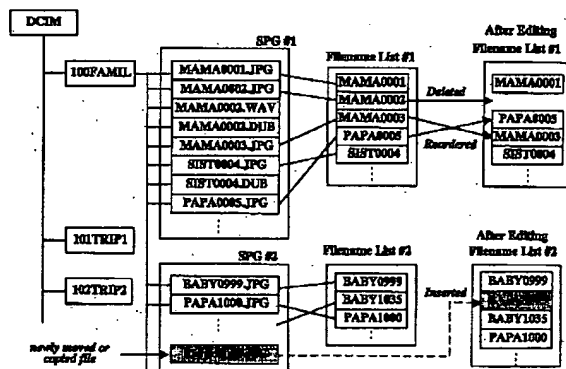 DCIM
SPG #1
After Editing
Filename List #1
Filename List #1
100FAMIL
MAMA0001.JPG
MAMA0002.JPG
MAMA0002.WAV
MAMA0002.DUB
MAMA0003.JPG
SIST0004.JPG
SIST0004.DUB
PAPA0005.JPG
MAMA0001
MAMA0002
MAMA0003
PAPA0005
SIST0004
Deleted
Reordered
MAMA0001
PAPA0005
MAMA0003
SIST0004
101TRIP1
102TRIP2
SPG #2
Filename List #2
After Editing
Filename List #2
BABY0999.JPG
PAPA1000.JPG
BABY0999
BABY1035
PAPA1000
Inserted
BABY0999
BABY1035
PAPA1000
newly moved or
copied file